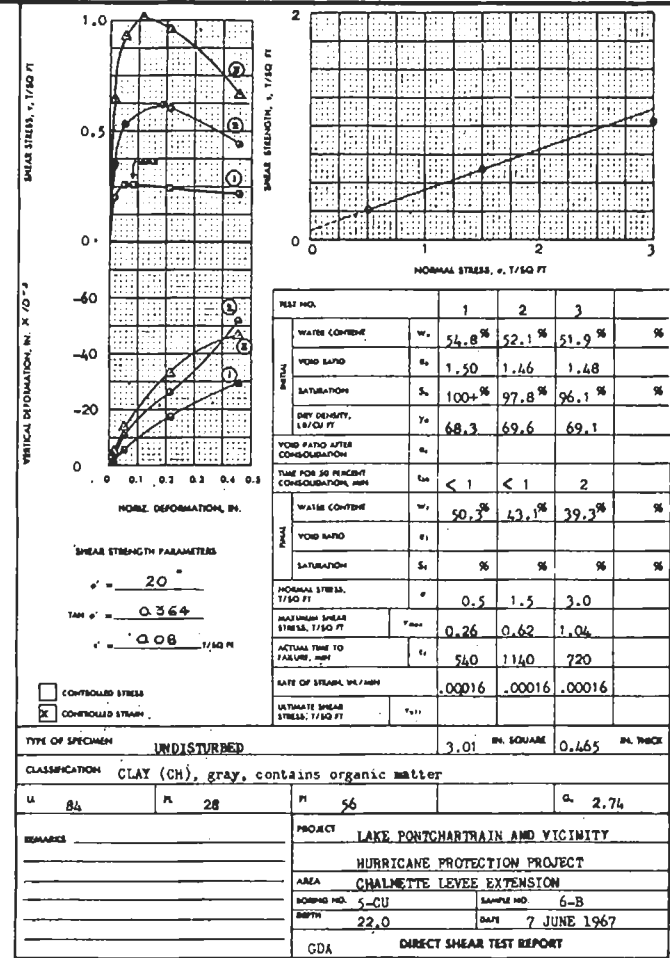 SHEAR STRESS, τ, T/SQ FT
1.0
0.5
0
③
②
①
SHEAR STRENGTH, s, T/SQ FT
2
1
0
0 1 2 3
NORMAL STRESS, σ, T/SQ FT
VERTICAL DEFORMATION, IN. X 10⁻³
-60
-40
-20
0
②
③
①
0 0.1 0.2 0.3 0.4 0.5
HORIZ. DEFORMATION, IN.
SHEAR STRENGTH PARAMETERS
ϕ' = 20 °
TAN ϕ' = 0.364
c' = 0.08 T/SQ FT
CONTROLLED STRESS
X CONTROLLED STRAIN
TEST NO. 1 2 3
INITIAL
WATER CONTENT wₒ 54.8% 52.1% 51.9% %
VOID RATIO eₒ 1.50 1.46 1.48
SATURATION Sₒ 100+% 97.8% 96.1% %
DRY DENSITY, LB/CU FT γd 68.3 69.6 69.1
VOID RATIO AFTER CONSOLIDATION
TIME FOR 50 PERCENT CONSOLIDATION, MIN t₅₀ < 1 < 1 2
FINAL
WATER CONTENT wf 50.3% 43.1% 39.3% %
VOID RATIO ef
SATURATION Sf % % % %
NORMAL STRESS, T/SQ FT σ 0.5 1.5 3.0
MAXIMUM SHEAR STRESS, T/SQ FT τmax 0.26 0.62 1.04
ACTUAL TIME TO FAILURE, MIN tf 540 1140 720
RATE OF STRAIN, IN./MIN .00016 .00016 .00016
ULTIMATE SHEAR STRESS, T/SQ FT τult
TYPE OF SPECIMEN UNDISTURBED 3.01 IN. SQUARE 0.465 IN. THICK
CLASSIFICATION CLAY (CH), gray, contains organic matter
LL 84 PL 28 PI 56 Gₛ 2.74
REMARKS
PROJECT LAKE PONTCHARTRAIN AND VICINITY
HURRICANE PROTECTION PROJECT
AREA CHALMETTE LEVEE EXTENSION
BORING NO. 5-CU SAMPLE NO. 6-B
DEPTH 22.0 DATE 7 JUNE 1967
GDA DIRECT SHEAR TEST REPORT